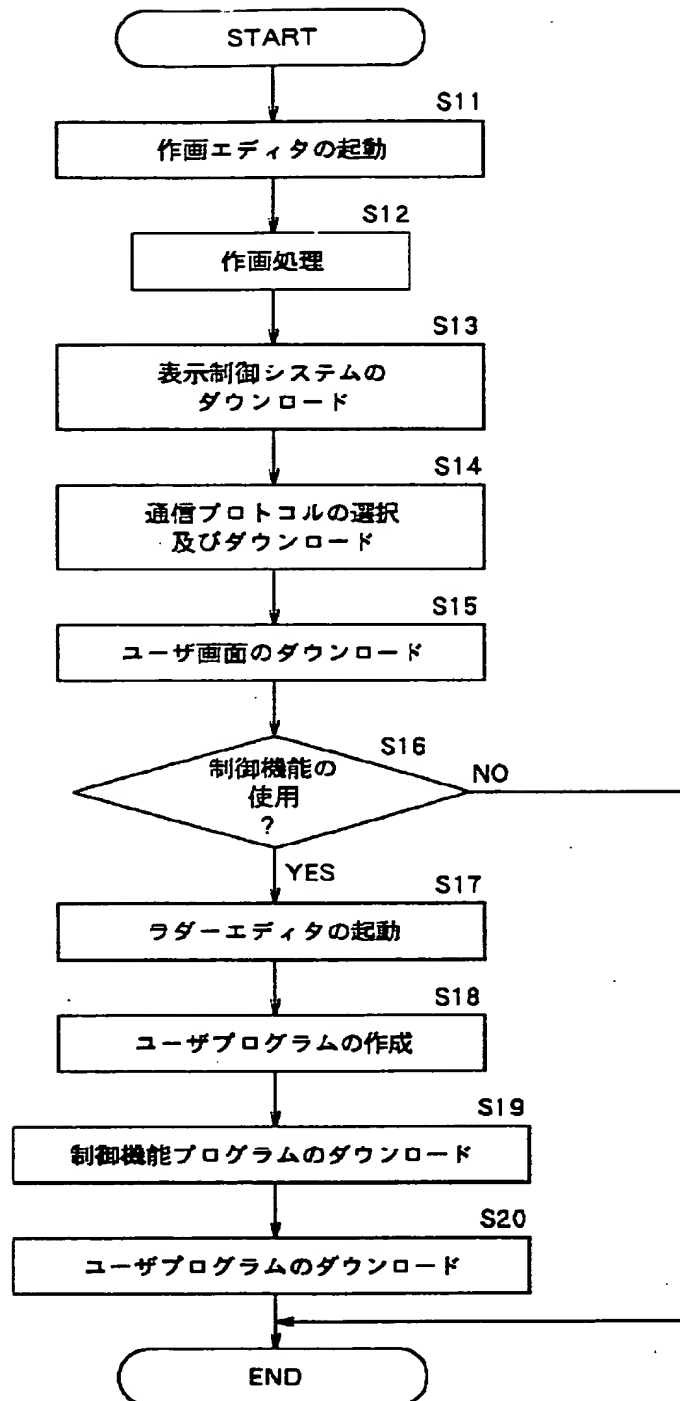 START
S11
作画エディタの起動
S12
作画処理
S13
表示制御システムの
ダウンロード
S14
通信プロトコルの選択
及びダウンロード
S15
ユーザ画面のダウンロード
S16
制御機能の
使用
?
NO
YES
S17
ラダーエディタの起動
S18
ユーザプログラムの作成
S19
制御機能プログラムのダウンロード
S20
ユーザプログラムのダウンロード
END